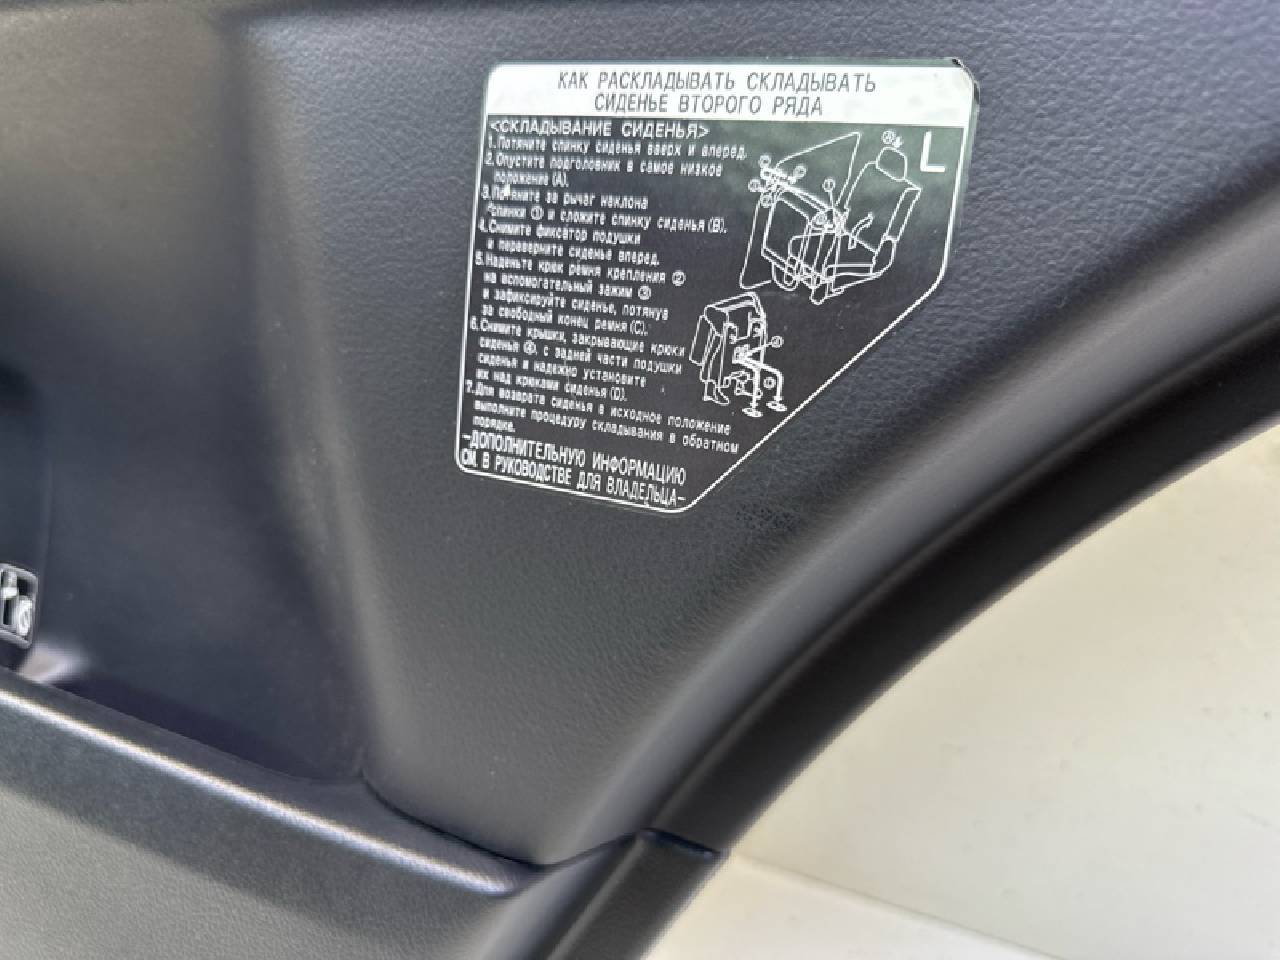 КАК РАСКЛАДЫВАТЬ СКЛАДЫВАТЬ
СИДЕНЬЕ ВТОРОГО РЯДА
<СКЛАДЫВАНИЕ СИДЕНЬЯ>
L
1. Потяните спинку сиденья вверх и вперед.
2. Опустите подголовник в самое низкое
положение (A).
3. Потяните за рычаг наклона
спинки ① и сложите спинку сиденья (B).
4. Снимите фиксатор подушки
и переверните сиденье вперед.
5. Наденьте крюк ремня крепления ②
на вспомогательный зажим ③
и зафиксируйте сиденье, потянув
за свободный конец ремня (C).
6. Снимите крышки, закрывающие крюки
сиденья ④, с задней части подушки
сиденья и надежно установите
их над крюками сиденья (D).
7. Для возврата сиденья в исходное положение
выполните процедуру складывания в обратном
порядке.
–ДОПОЛНИТЕЛЬНУЮ ИНФОРМАЦИЮ
СМ. В РУКОВОДСТВЕ ДЛЯ ВЛАДЕЛЬЦА–